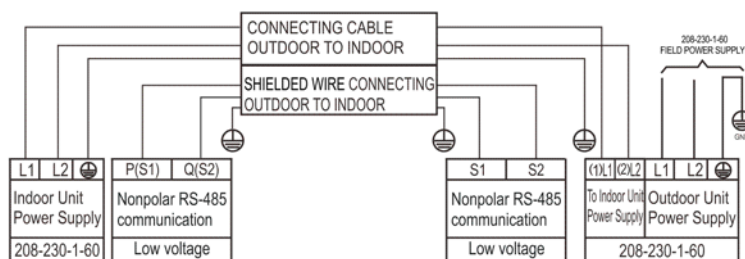 CONNECTING CABLE
OUTDOOR TO INDOOR
208-230-1-60
FIELD POWER SUPPLY
SHIELDED WIRE CONNECTING
OUTDOOR TO INDOOR
GND
L1 L2
P(S1) Q(S2)
S1 S2
(1)L1 (2)L2 L1 L2
Indoor Unit
Power Supply
208-230-1-60
Nonpolar RS-485
communication
Low voltage
Nonpolar RS-485
communication
Low voltage
To Indoor Unit
Power Supply
Outdoor Unit
Power Supply
208-230-1-60